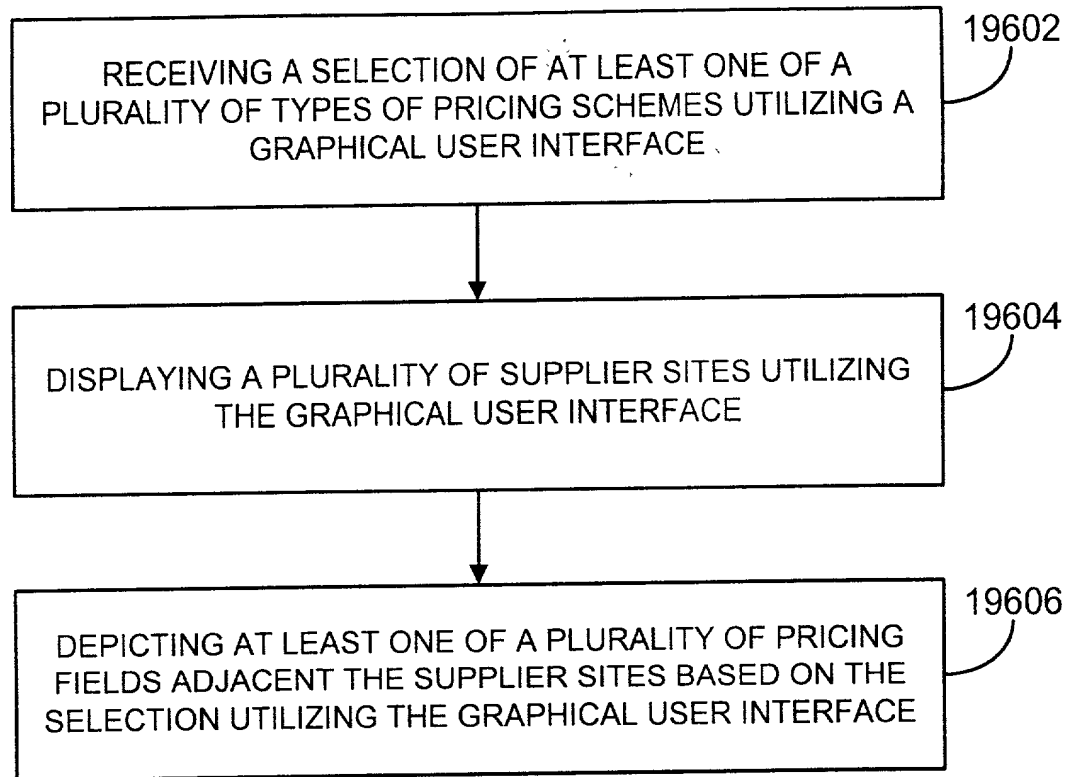 19602
RECEIVING A SELECTION OF AT LEAST ONE OF A
PLURALITY OF TYPES OF PRICING SCHEMES UTILIZING A
GRAPHICAL USER INTERFACE
19604
DISPLAYING A PLURALITY OF SUPPLIER SITES UTILIZING
THE GRAPHICAL USER INTERFACE
19606
DEPICTING AT LEAST ONE OF A PLURALITY OF PRICING
FIELDS ADJACENT THE SUPPLIER SITES BASED ON THE
SELECTION UTILIZING THE GRAPHICAL USER INTERFACE